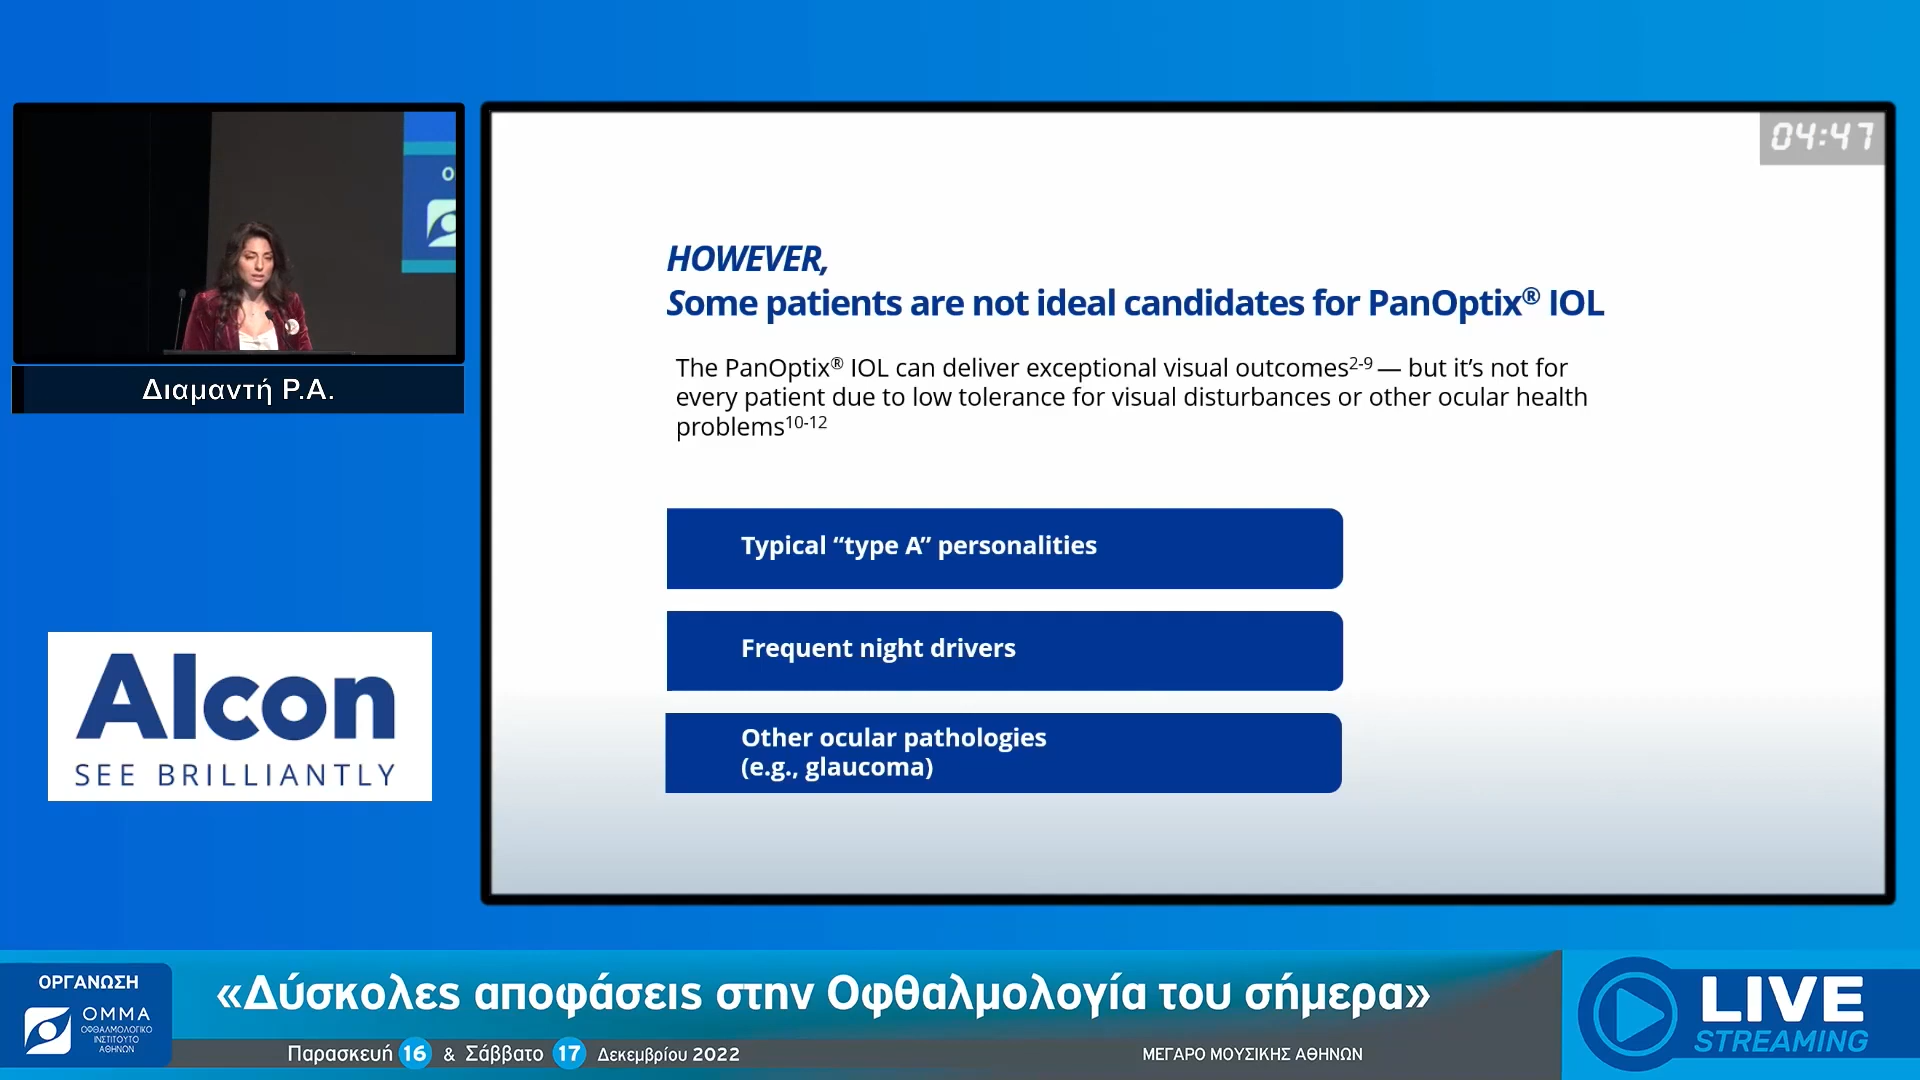 04:47
HOWEVER,
Some patients are not ideal candidates for PanOptix® IOL
The PanOptix® IOL can deliver exceptional visual outcomes2-9 — but it’s not for
every patient due to low tolerance for visual disturbances or other ocular health
problems10-12
Typical “type A” personalities
Frequent night drivers
Other ocular pathologies
(e.g., glaucoma)
Διαμαντή Ρ.Α.
Alcon
SEE BRILLIANTLY
ΟΡΓΑΝΩΣΗ
ΟΜΜΑ
ΟΦΘΑΛΜΟΛΟΓΙΚΟ
ΙΝΣΤΙΤΟΥΤΟ
ΑΘΗΝΩΝ
«Δύσκολες αποφάσεις στην Οφθαλμολογία του σήμερα»
Παρασκευή 16 & Σάββατο 17 Δεκεμβρίου 2022
ΜΕΓΑΡΟ ΜΟΥΣΙΚΗΣ ΑΘΗΝΩΝ
LIVE
STREAMING